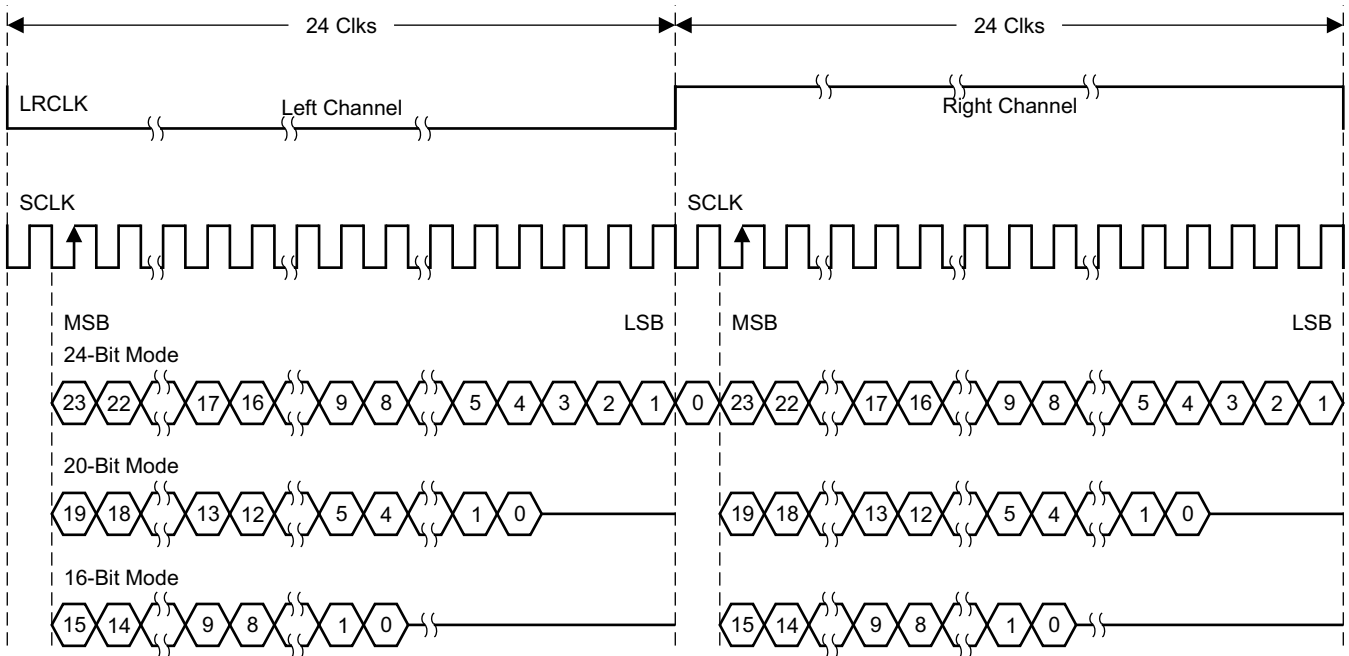 24 Clks 24 Clks
LRCLK Left Channel Right Channel
SCLK SCLK
MSB LSB MSB LSB
24-Bit Mode
23 22 17 16 9 8 5 4 3 2 1 0 23 22 17 16 9 8 5 4 3 2 1
20-Bit Mode
19 18 13 12 5 4 1 0 19 18 13 12 5 4 1 0
16-Bit Mode
15 14 9 8 1 0 15 14 9 8 1 0